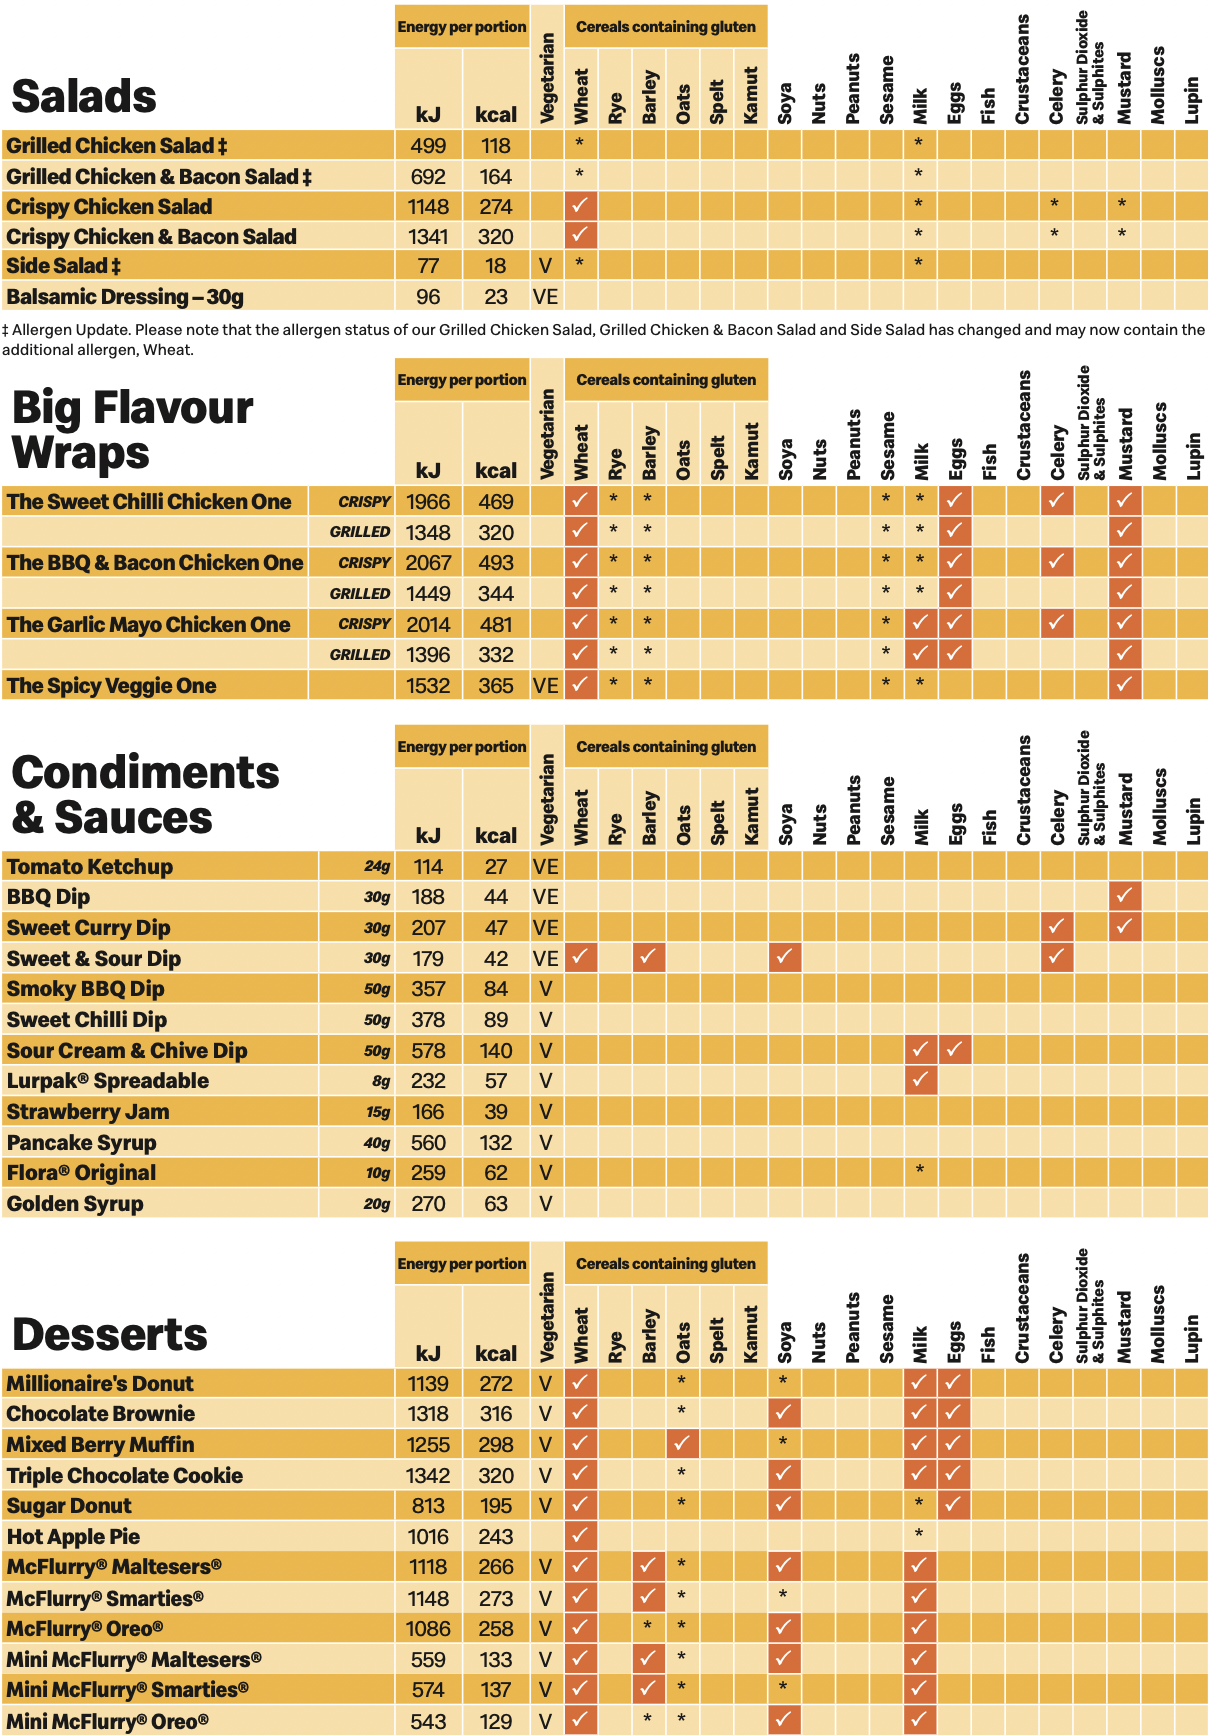 Salads
Energy per portion
kJ
kcal
Vegetarian
Cereals containing gluten
Wheat
Rye
Barley
Oats
Spelt
Kamut
Soya
Nuts
Peanuts
Sesame
Milk
Eggs
Fish
Crustaceans
Celery
Sulphur Dioxide
& Sulphites
Mustard
Molluscs
Lupin
Grilled Chicken Salad ‡ 499 118 * *
Grilled Chicken & Bacon Salad ‡ 692 164 * *
Crispy Chicken Salad 1148 274 ✓ * * *
Crispy Chicken & Bacon Salad 1341 320 ✓ * * *
Side Salad ‡ 77 18 V * *
Balsamic Dressing – 30g 96 23 VE
‡ Allergen Update. Please note that the allergen status of our Grilled Chicken Salad, Grilled Chicken & Bacon Salad and Side Salad has changed and may now contain the
additional allergen, Wheat.
Big Flavour
Wraps
Energy per portion
kJ
kcal
Vegetarian
Cereals containing gluten
Wheat
Rye
Barley
Oats
Spelt
Kamut
Soya
Nuts
Peanuts
Sesame
Milk
Eggs
Fish
Crustaceans
Celery
Sulphur Dioxide
& Sulphites
Mustard
Molluscs
Lupin
The Sweet Chilli Chicken One CRISPY 1966 469 ✓ * * * * ✓ ✓ ✓
GRILLED 1348 320 ✓ * * * * ✓ ✓
The BBQ & Bacon Chicken One CRISPY 2067 493 ✓ * * * * ✓ ✓ ✓
GRILLED 1449 344 ✓ * * * * ✓ ✓
The Garlic Mayo Chicken One CRISPY 2014 481 ✓ * * * ✓ ✓ ✓ ✓
GRILLED 1396 332 ✓ * * * ✓ ✓ ✓
The Spicy Veggie One 1532 365 VE ✓ * * * * ✓
Condiments
& Sauces
Energy per portion
kJ
kcal
Vegetarian
Cereals containing gluten
Wheat
Rye
Barley
Oats
Spelt
Kamut
Soya
Nuts
Peanuts
Sesame
Milk
Eggs
Fish
Crustaceans
Celery
Sulphur Dioxide
& Sulphites
Mustard
Molluscs
Lupin
Tomato Ketchup 24g 114 27 VE
BBQ Dip 30g 188 44 VE ✓
Sweet Curry Dip 30g 207 47 VE ✓ ✓
Sweet & Sour Dip 30g 179 42 VE ✓ ✓ ✓ ✓
Smoky BBQ Dip 50g 357 84 V
Sweet Chilli Dip 50g 378 89 V
Sour Cream & Chive Dip 50g 578 140 V ✓ ✓
Lurpak® Spreadable 8g 232 57 V ✓
Strawberry Jam 15g 166 39 V
Pancake Syrup 40g 560 132 V
Flora® Original 10g 259 62 V *
Golden Syrup 20g 270 63 V
Desserts
Energy per portion
kJ
kcal
Vegetarian
Cereals containing gluten
Wheat
Rye
Barley
Oats
Spelt
Kamut
Soya
Nuts
Peanuts
Sesame
Milk
Eggs
Fish
Crustaceans
Celery
Sulphur Dioxide
& Sulphites
Mustard
Molluscs
Lupin
Millionaire's Donut 1139 272 V ✓ * * ✓ ✓
Chocolate Brownie 1318 316 V ✓ * ✓ ✓ ✓
Mixed Berry Muffin 1255 298 V ✓ ✓ * ✓ ✓
Triple Chocolate Cookie 1342 320 V ✓ * ✓ ✓ ✓
Sugar Donut 813 195 V ✓ * ✓ * ✓
Hot Apple Pie 1016 243 ✓ *
McFlurry® Maltesers® 1118 266 V ✓ ✓ * ✓ ✓
McFlurry® Smarties® 1148 273 V ✓ ✓ * * ✓
McFlurry® Oreo® 1086 258 V ✓ * * ✓ ✓
Mini McFlurry® Maltesers® 559 133 V ✓ ✓ * ✓ ✓
Mini McFlurry® Smarties® 574 137 V ✓ ✓ * * ✓
Mini McFlurry® Oreo® 543 129 V ✓ * * ✓ ✓